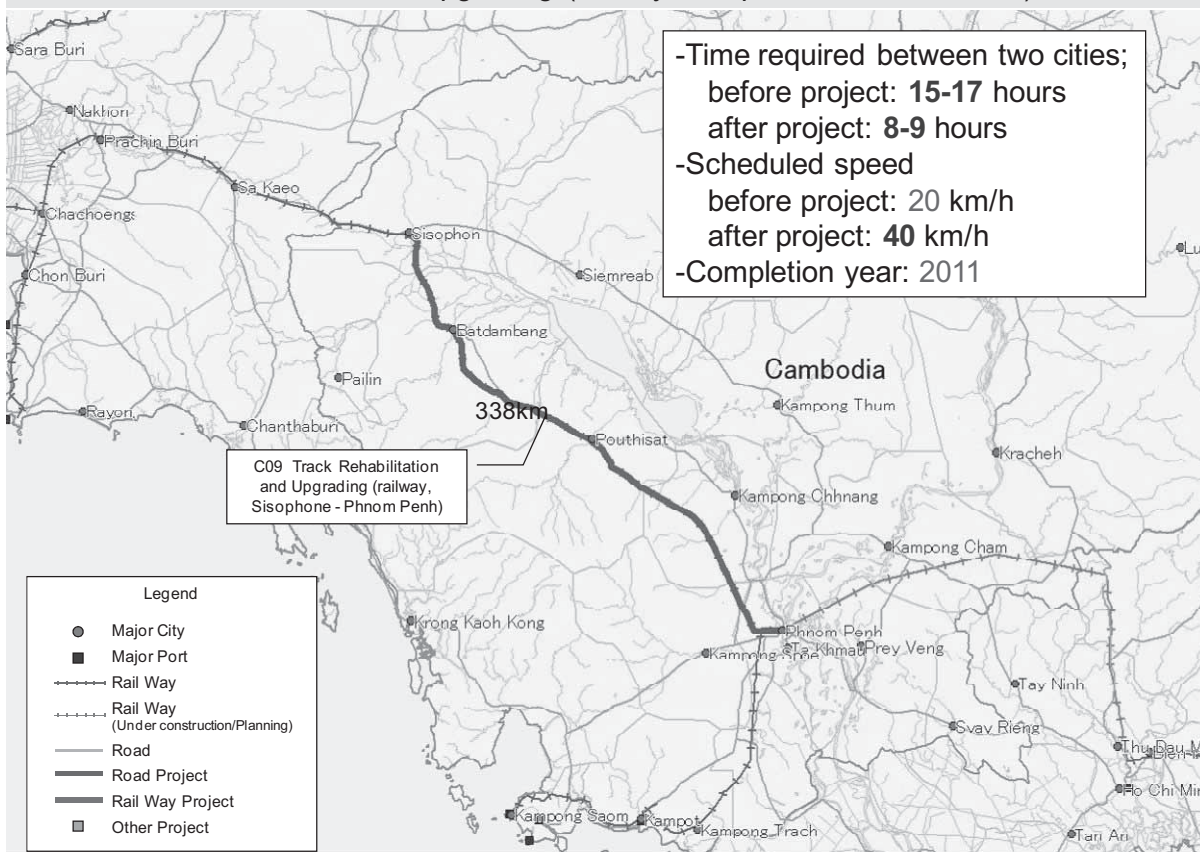 -Time required between two cities;
before project: 15-17 hours
after project: 8-9 hours
-Scheduled speed
before project: 20 km/h
after project: 40 km/h
-Completion year: 2011
Sara Buri
Nakhon
Prachin Buri
Sa Kaeo
Chachoengs
Sisophon
Chon Buri
Siemreab
Batdambang
Cambodia
Pailin
Kampong Thum
338km
Rayon
Chanthaburi
Pouthisat
Kracheh
C09 Track Rehabilitation
and Upgrading (railway,
Sisophone - Phnom Penh)
Kampong Chhnang
Kampong Cham
Krong Kaoh Kong
Phnom Penh
Ta Khmau
Prey Veng
Tay Ninh
Svay Rieng
Kampong Saom
Kampot
Kampong Trach
Tan An
Legend
Major City
Major Port
Rail Way
Rail Way
(Under construction/Planning)
Road
Road Project
Rail Way Project
Other Project